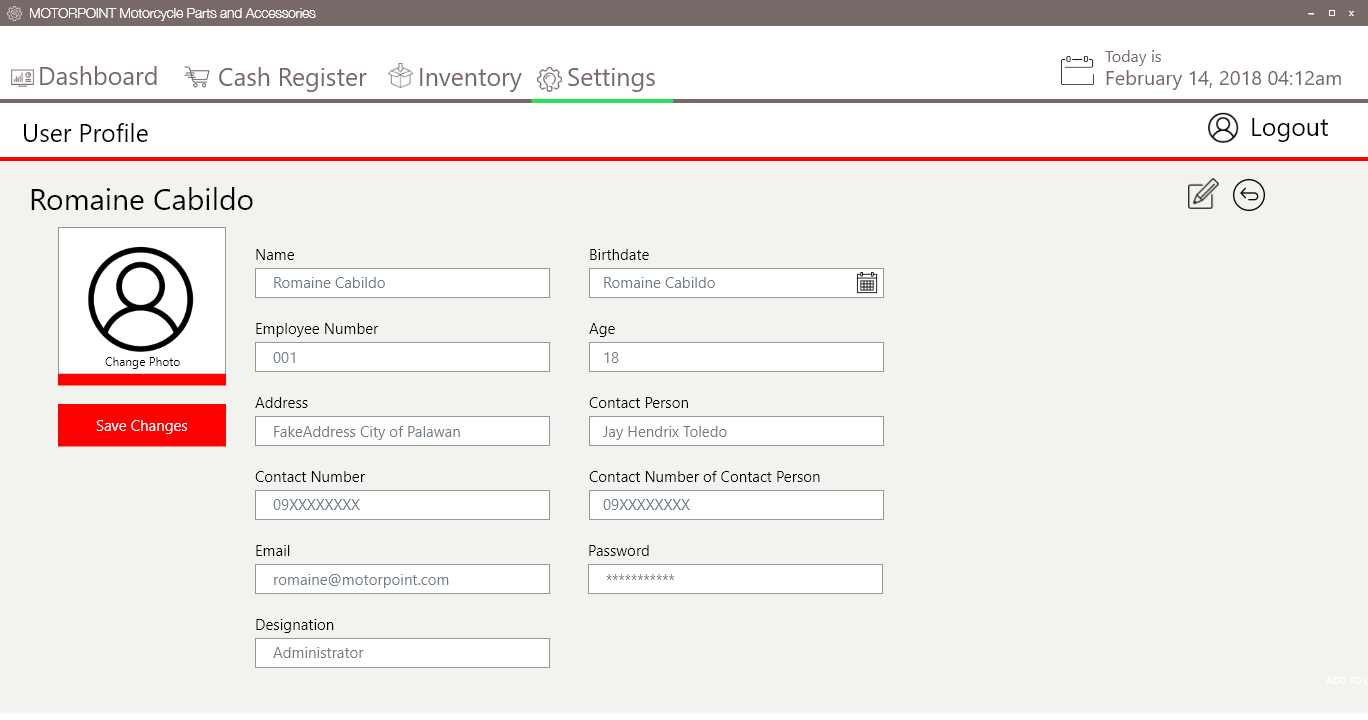 MOTORPOINT Motorcycle Parts and Accessories
Dashboard Cash Register Inventory Settings
Today is
February 14, 2018 04:12am
User Profile
Logout
Romaine Cabildo
Change Photo
Save Changes
Name
Romaine Cabildo
Birthdate
Romaine Cabildo
Employee Number
001
Age
18
Address
FakeAddress City of Palawan
Contact Person
Jay Hendrix Toledo
Contact Number
09XXXXXXXX
Contact Number of Contact Person
09XXXXXXXX
Email
romaine@motorpoint.com
Password
***********
Designation
Administrator
ADD TO